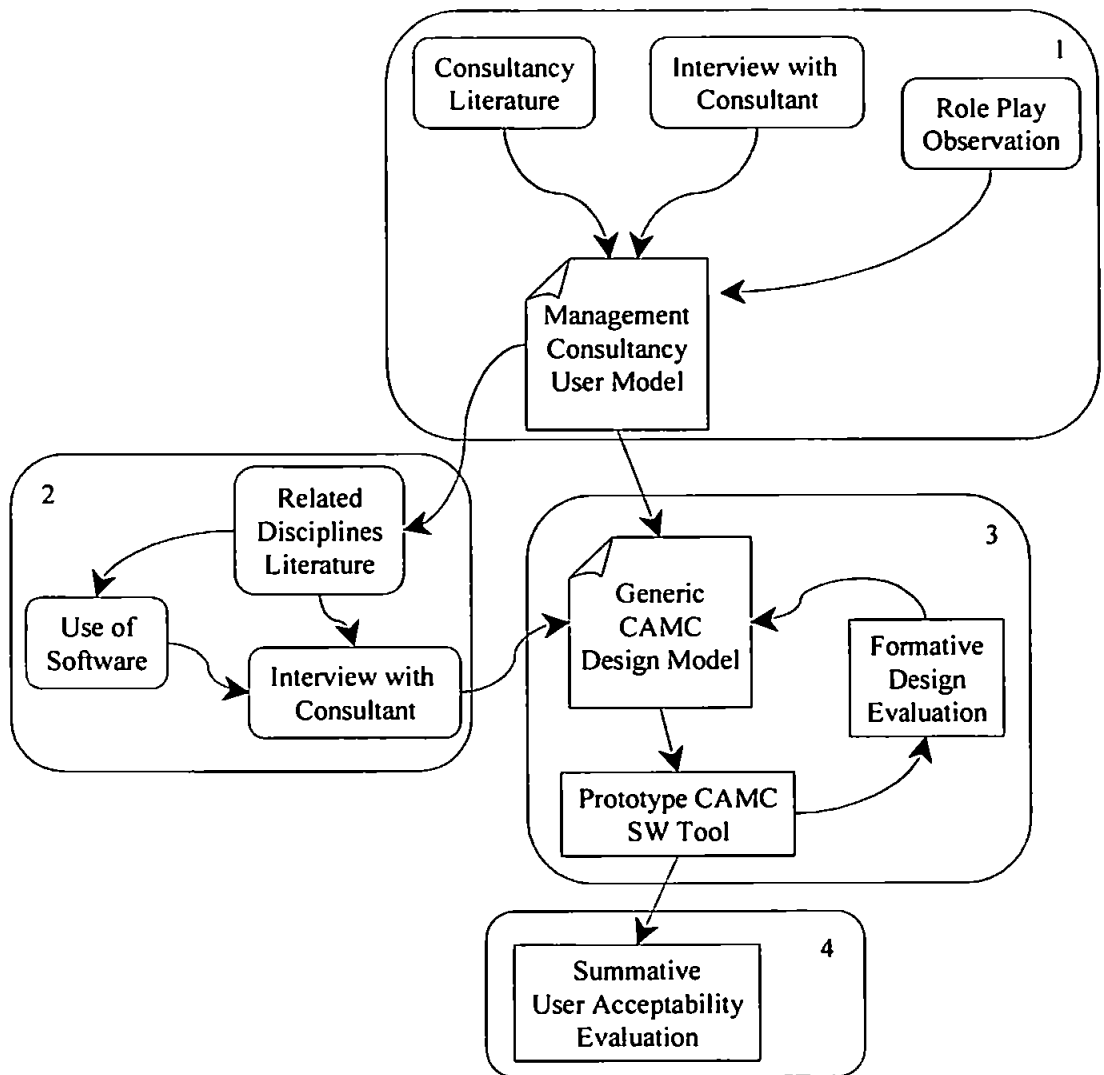 1
Consultancy
Literature
Interview with
Consultant
Role Play
Observation
Management
Consultancy
User Model
2
Related
Disciplines
Literature
Use of
Software
Interview with
Consultant
3
Generic
CAMC
Design Model
Formative
Design
Evaluation
Prototype CAMC
SW Tool
4
Summative
User Acceptability
Evaluation